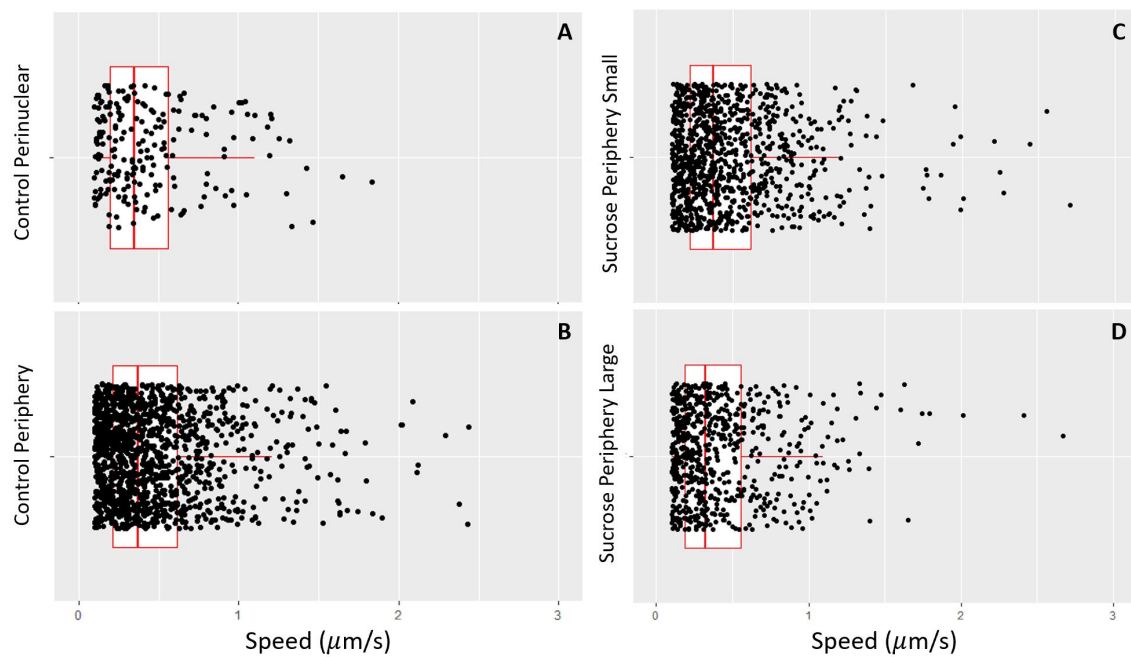 Control Perinuclear
A
Sucrose Periphery Small
C
Control Periphery
B
Sucrose Periphery Large
D
0 1 2 3
0 1 2 3
Speed (μm/s)
Speed (μm/s)